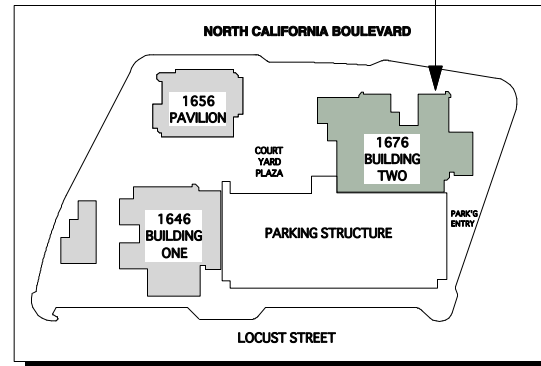 NORTH CALIFORNIA BOULEVARD
1656
PAVILION
1676
BUILDING
TWO
COURT
YARD
PLAZA
1646
BUILDING
ONE
PARKING STRUCTURE
PARK'G
ENTRY
LOCUST STREET